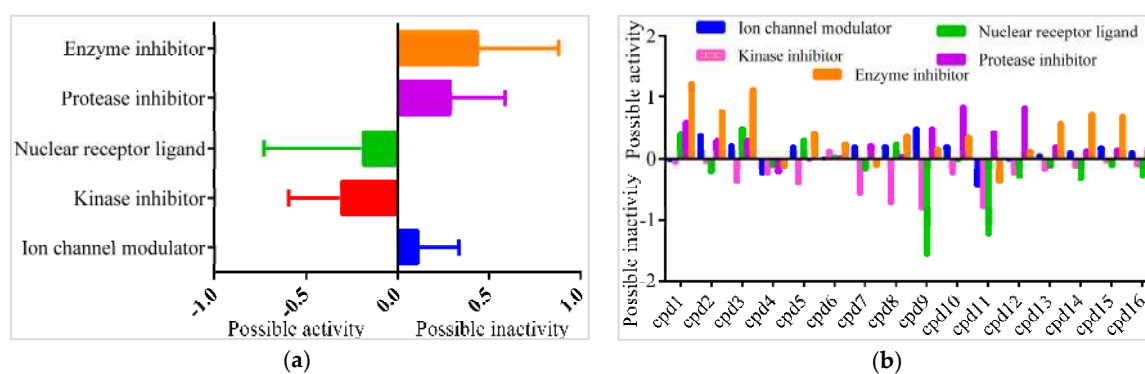 Enzyme inhibitor
Protease inhibitor
Nuclear receptor ligand
Kinase inhibitor
Ion channel modulator
-1.0
-0.5
0.0
0.5
1.0
Possible activity
Possible inactivity
(a)
Ion channel modulator
Nuclear receptor ligand
Kinase inhibitor
Protease inhibitor
Enzyme inhibitor
Possible activity
Possible inactivity
2
1
0
-1
-2
cpd1
cpd2
cpd3
cpd4
cpd5
cpd6
cpd7
cpd8
cpd9
cpd10
cpd11
cpd12
cpd13
cpd14
cpd15
cpd16
(b)